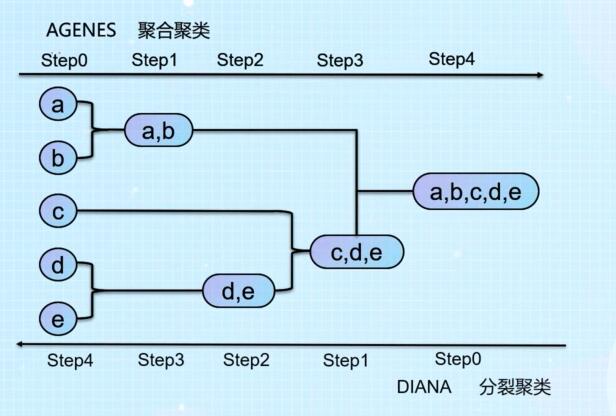 AGENES 聚合聚类
Step0 Step1 Step2 Step3 Step4
a
a,b
b
a,b,c,d,e
c
c,d,e
d
d,e
e
Step4 Step3 Step2 Step1 Step0
DIANA 分裂聚类